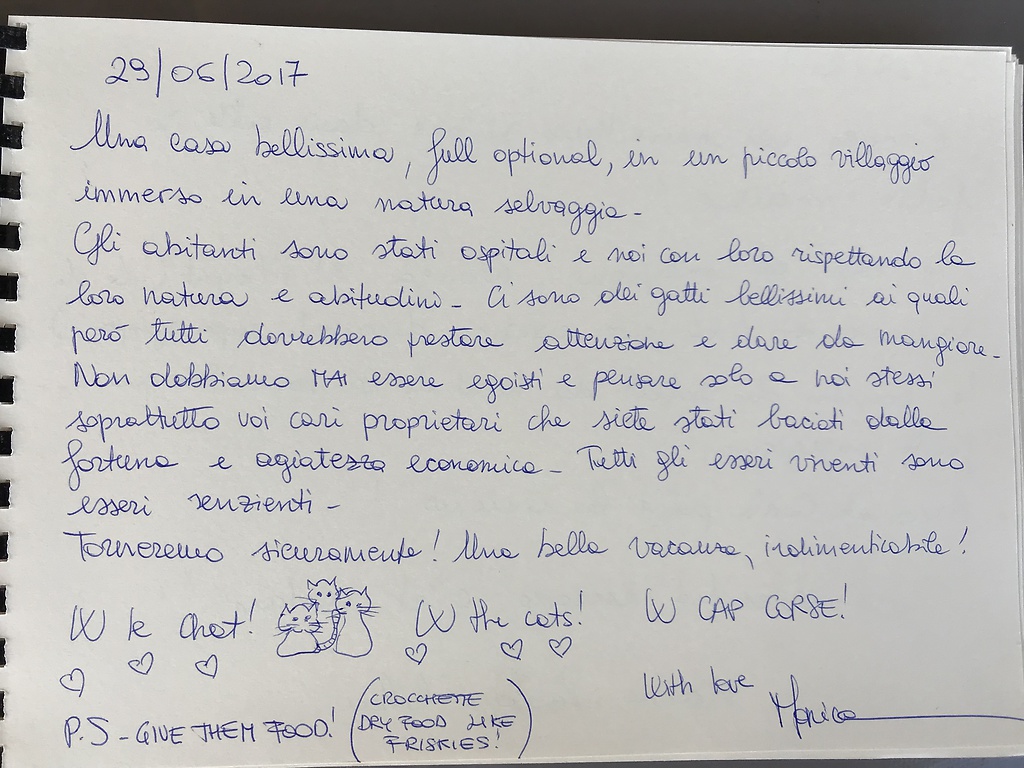 29/06/2017
Una casa bellissima, full optional, in un piccolo villaggio
immerso in una natura selvaggia -
Gli abitanti sono stati ospitali e noi con loro rispettando la
loro natura e abitudini - Ci sono dei gatti bellissimi ai quali
però tutti dovrebbero prestare attenzione e dare da mangiare -
Non dobbiamo MAI essere egoisti e pensare solo a noi stessi
soprattutto voi cari proprietari che siete stati baciati dalla
fortuna e agiatezza economica - Tutti gli esseri viventi sono
esseri senzienti -
Torneremo sicuramente! Una bella vacanza, indimenticabile!
W le chat! W the cats! W CAP CORSE!
With love
Monica
P.S - GIVE THEM FOOD! (CROCCHETTE
DRY FOOD LIKE
FRISKIES!)